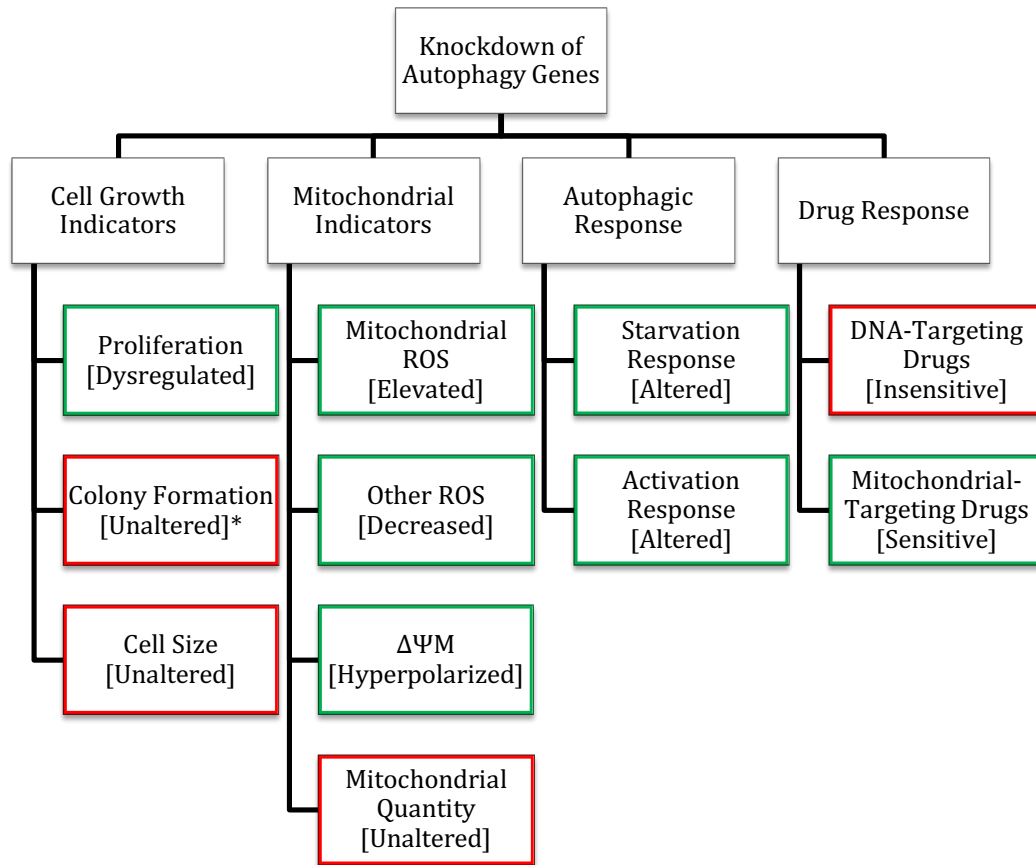 Knockdown of
Autophagy Genes
Cell Growth
Indicators
Proliferation
[Dysregulated]
Colony Formation
[Unaltered]*
Cell Size
[Unaltered]
Mitochondrial
Indicators
Mitochondrial
ROS
[Elevated]
Other ROS
[Decreased]
ΔΨM
[Hyperpolarized]
Mitochondrial
Quantity
[Unaltered]
Autophagic
Response
Starvation
Response
[Altered]
Activation
Response
[Altered]
Drug Response
DNA-Targeting
Drugs
[Insensitive]
Mitochondrial-
Targeting Drugs
[Sensitive]